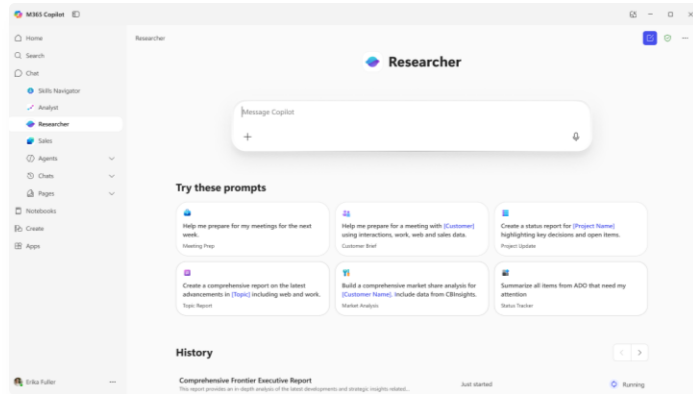 M365 Copilot
Home
Search
Chat
Skills Navigator
Analyst
Researcher
Sales
Agents
Chats
Pages
Notebooks
Create
Apps
Erika Fuller
Researcher
Researcher
Message Copilot
Try these prompts
Help me prepare for my meetings for the next
week.
Meeting Prep
Help me prepare for a meeting with [Customer]
using interactions, work, web and sales data.
Customer Brief
Create a status report for [Project Name]
highlighting key decisions and open items.
Project Update
Create a comprehensive report on the latest
advancements in [Topic] including web and work.
Topic Report
Build a comprehensive market share analysis for
[Customer Name], include data from CBInsights.
Market Analysis
Summarize all items from ADO that need my
attention
Status Tracker
History
Comprehensive Frontier Executive Report
This report provides an in depth analysis of the latest developments and strategic insights related...
Just started
Running